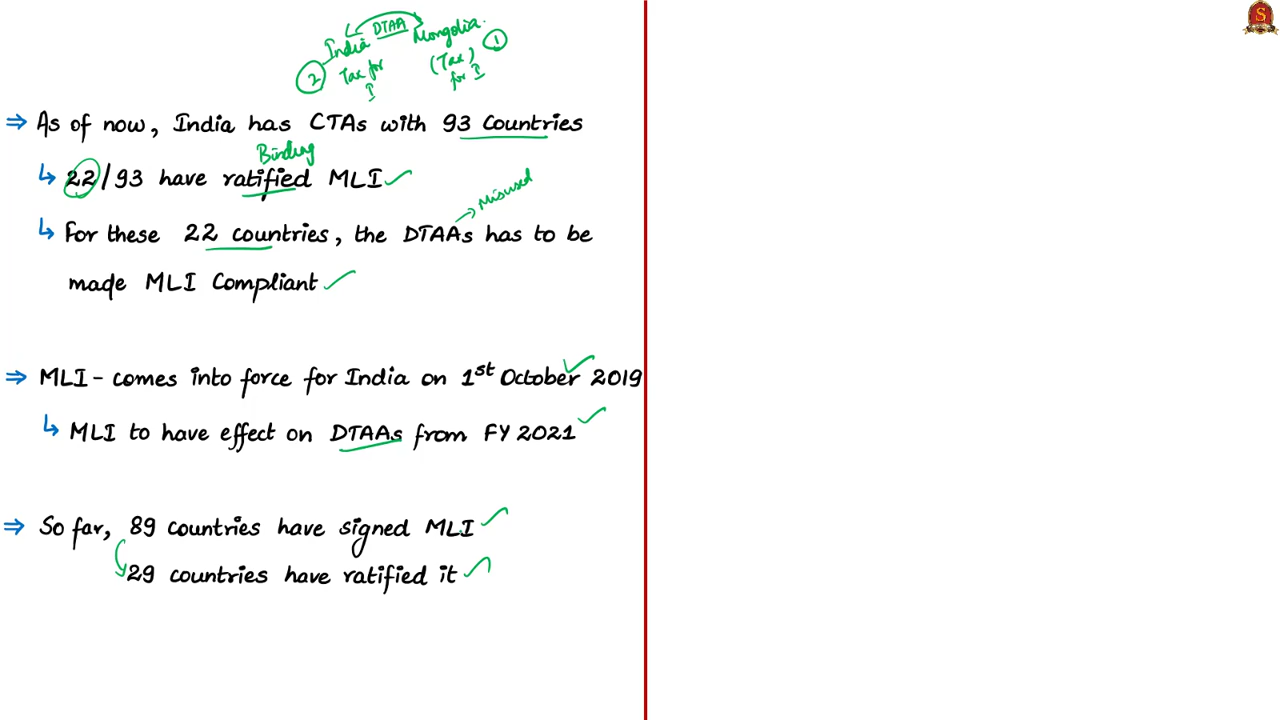 DTAA
India Mongolia
① ② Tax for I (Tax) for I
⇒ As of now, India has CTAs with 93 Countries
Binding
↳ 22/93 have ratified MLI ✓
Misused
↳ For these 22 countries, the DTAAs has to be
made MLI Compliant ✓
⇒ MLI - comes into force for India on 1st October 2019
↳ MLI to have effect on DTAAs from FY 2021 ✓
⇒ So far, 89 countries have signed MLI ✓
29 countries have ratified it ✓
S